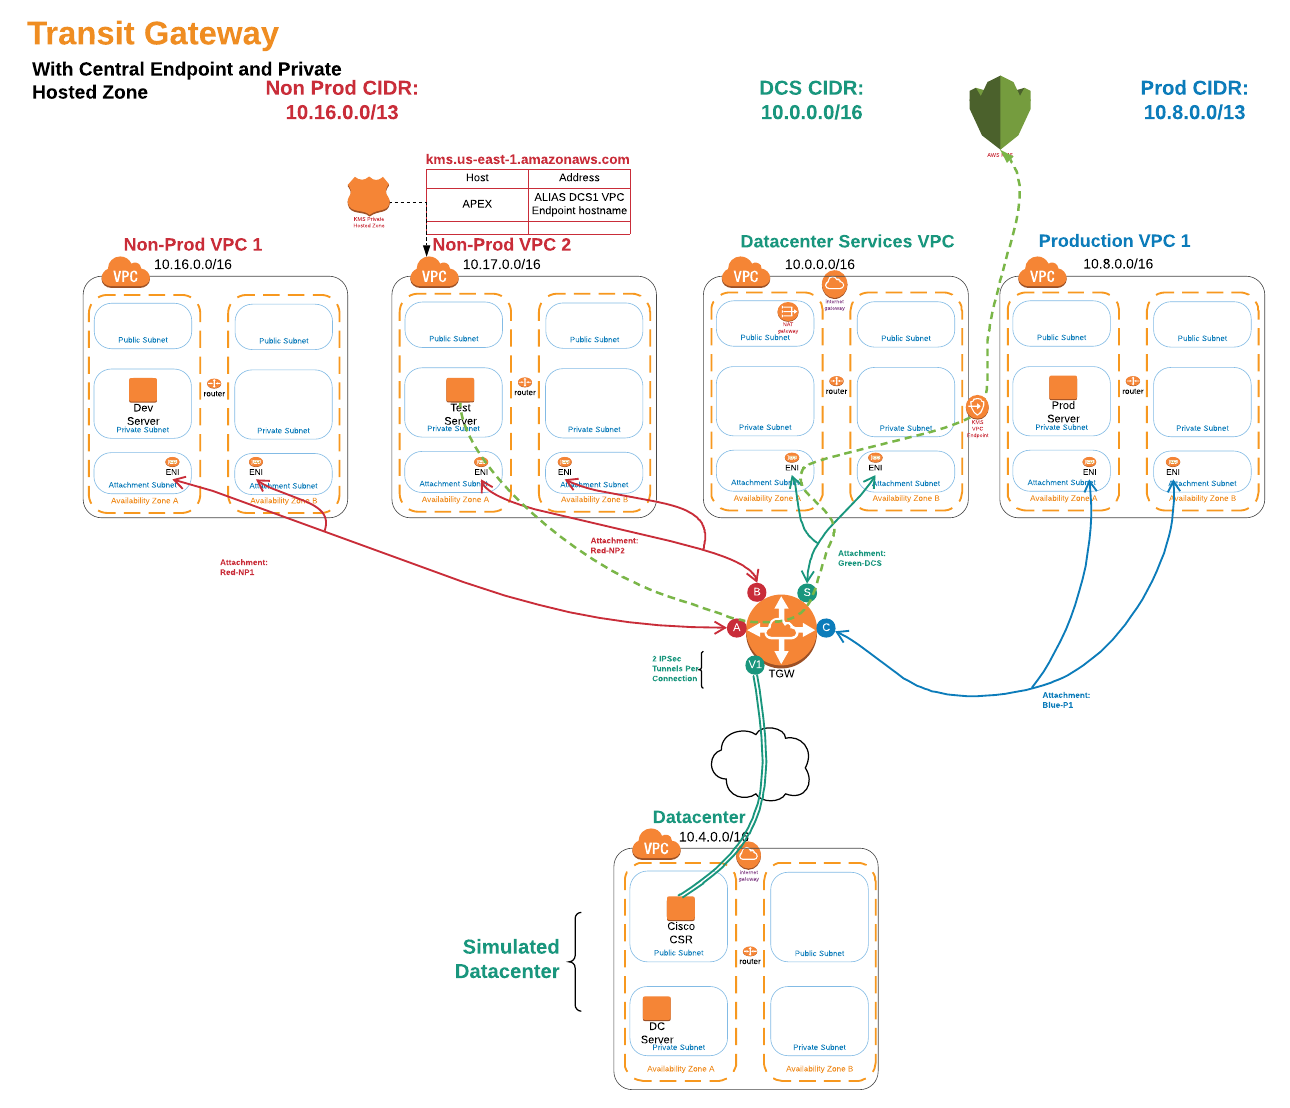 Transit Gateway
With Central Endpoint and Private
Hosted Zone
Non Prod CIDR:
10.16.0.0/13
DCS CIDR:
10.0.0.0/16
Prod CIDR:
10.8.0.0/13
kms.us-east-1.amazonaws.com
Host
Address
APEX
ALIAS DCS1 VPC
Endpoint hostname
KMS Private
Hosted Zone
Non-Prod VPC 1
10.16.0.0/16
VPC
Public Subnet
Public Subnet
Dev
Server
Private Subnet
router
Private Subnet
ENI
Attachment Subnet
Availability Zone A
ENI
Attachment Subnet
Availability Zone B
Non-Prod VPC 2
10.17.0.0/16
VPC
Public Subnet
Public Subnet
Test
Server
Private Subnet
router
Private Subnet
ENI
Attachment Subnet
Availability Zone A
ENI
Attachment Subnet
Availability Zone B
Datacenter Services VPC
10.0.0.0/16
VPC
Internet
gateway
NAT
gateway
Public Subnet
Public Subnet
router
Private Subnet
Private Subnet
KMS
VPC
Endpoint
ENI
Attachment Subnet
Availability Zone A
ENI
Attachment Subnet
Availability Zone B
Production VPC 1
10.8.0.0/16
VPC
Public Subnet
Public Subnet
Prod
Server
Private Subnet
router
Private Subnet
ENI
Attachment Subnet
Availability Zone A
ENI
Attachment Subnet
Availability Zone B
Attachment:
Red-NP1
Attachment:
Red-NP2
Attachment:
Green-DCS
Attachment:
Blue-P1
B
S
A
C
V1
TGW
2 IPSec
Tunnels Per
Connection
Datacenter
10.4.0.0/16
VPC
Internet
gateway
Cisco
CSR
Public Subnet
Public Subnet
router
Simulated
Datacenter
DC
Server
Private Subnet
Private Subnet
Availability Zone A
Availability Zone B